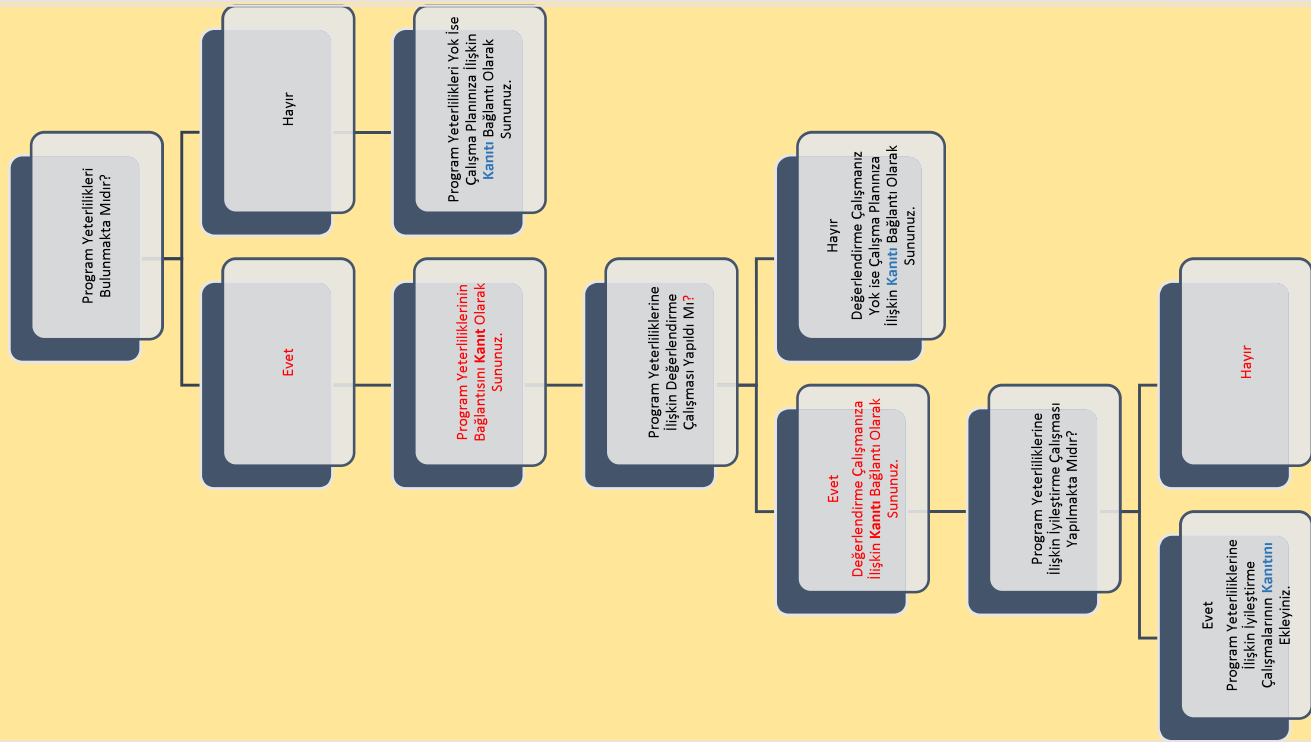 Program Yeterlilikleri
Bulunmakta Mıdır?
Evet
Program Yeterliliklerinin
Bağlantısını Kanıt Olarak
Sununuz.
Program Yeterliliklerine
İlişkin Değerlendirme
Çalışması Yapıldı Mı?
Evet
Değerlendirme Çalışmanıza
İlişkin Kanıtı Bağlantı Olarak
Sununuz.
Program Yeterliliklerine
İlişkin İyileştirme Çalışması
Yapılmakta Mıdır?
Evet
Program Yeterliliklerine
İlişkin İyileştirme
Çalışmalarının Kanıtını
Ekleyiniz.
Hayır
Hayır
Değerlendirme Çalışmanız
Yok ise Çalışma Planınıza
İlişkin Kanıtı Bağlantı Olarak
Sununuz.
Hayır
Program Yeterlilikleri Yok İse
Çalışma Planınıza İlişkin
Kanıtı Bağlantı Olarak
Sununuz.